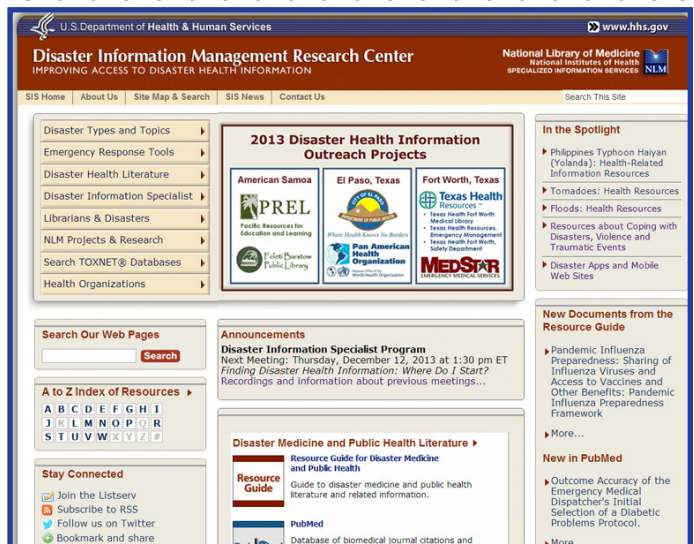 U.S.Department of Health & Human Services
www.hhs.gov
Disaster Information Management Research Center
IMPROVING ACCESS TO DISASTER HEALTH INFORMATION
National Library of Medicine
National Institutes of Health
SPECIALIZED INFORMATION SERVICES
NLM
SIS Home
About Us
Site Map & Search
SIS News
Contact Us
Search This Site
Disaster Types and Topics
Emergency Response Tools
Disaster Health Literature
Disaster Information Specialist
Librarians & Disasters
NLM Projects & Research
Search TOXNET® Databases
Health Organizations
2013 Disaster Health Information
Outreach Projects
American Samoa
PREL
Pacific Resources for
Education and Learning
Feleti Barstow
Public Library
El Paso, Texas
Where Health Knows No Borders
Pan American
Health
Organization
Regional Office of the
World Health Organization
Fort Worth, Texas
Texas Health
Resources
• Texas Health Fort Worth
Medical Library
• Texas Health Resources,
Emergency Management
• Texas Health Fort Worth,
Safety Department
MEDSTAR
EMERGENCY MEDICAL SERVICES
In the Spotlight
Philippines Typhoon Haiyan
(Yolanda): Health-Related
Information Resources
Tornadoes: Health Resources
Floods: Health Resources
Resources about Coping with
Disasters, Violence and
Traumatic Events
Disaster Apps and Mobile
Web Sites
Search Our Web Pages
Search
A to Z Index of Resources
A B C D E F G H I
J K L M N O P Q R
S T U V W X Y Z #
Stay Connected
Join the Listserv
Subscribe to RSS
Follow us on Twitter
Bookmark and share
Announcements
Disaster Information Specialist Program
Next Meeting: Thursday, December 12, 2013 at 1:30 pm ET
Finding Disaster Health Information: Where Do I Start?
Recordings and information about previous meetings...
Disaster Medicine and Public Health Literature
Resource
Guide
Resource Guide for Disaster Medicine
and Public Health
Guide to disaster medicine and public health
literature and related information.
PubMed
Database of biomedical journal citations and
New Documents from the
Resource Guide
Pandemic Influenza
Preparedness: Sharing of
Influenza Viruses and
Access to Vaccines and
Other Benefits: Pandemic
Influenza Preparedness
Framework
More...
New in PubMed
Outcome Accuracy of the
Emergency Medical
Dispatcher's Initial
Selection of a Diabetic
Problems Protocol.
More